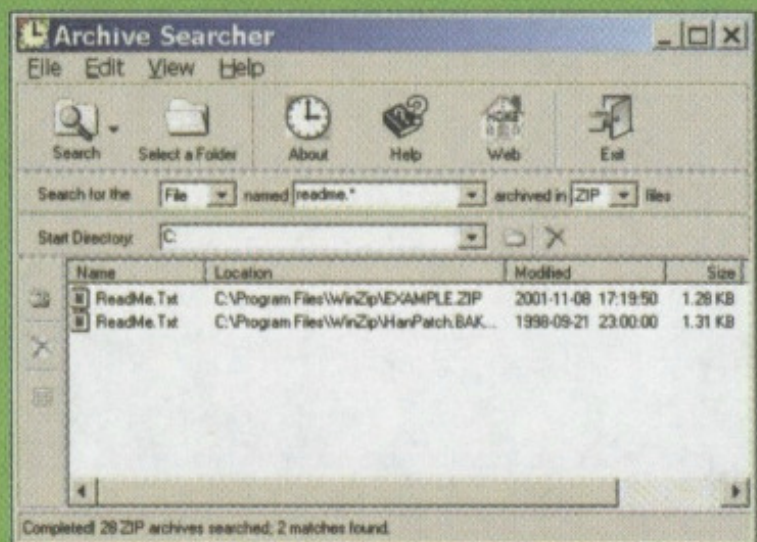 Archive Searcher
File Edit View Help
Search Select a Folder About HOME Help Web Exit
Search for the File named readme.* archived in .ZIP files
Start Directory: C:
Name Location Modified Size
ReadMe.Txt C:\Program Files\WinZip\EXAMPLE.ZIP 2001-11-08 17:19:50 1.28 KB
ReadMe.Txt C:\Program Files\WinZip\HanPatch.BAK... 1998-09-21 23:00:00 1.31 KB
Completed! 28 ZIP archives searched; 2 matches found.